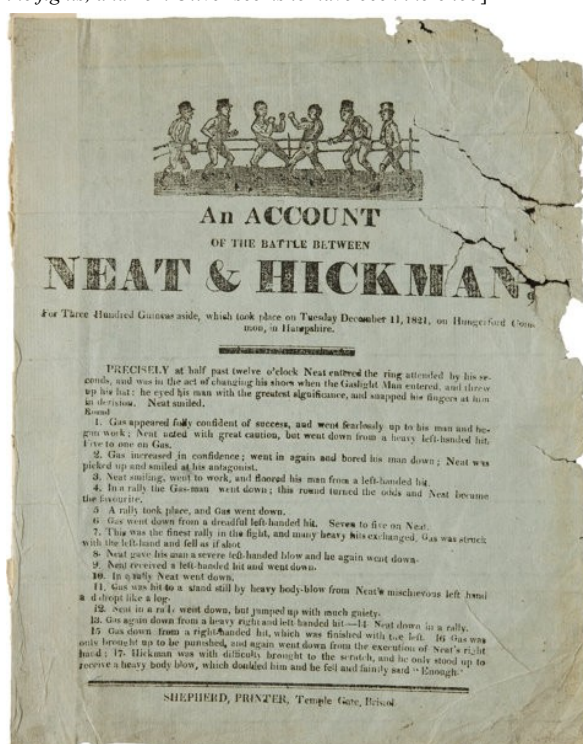 An ACCOUNT
OF THE BATTLE BETWEEN
NEAT & HICKMAN,
For Three Hundred Guineas aside, which took place on Tuesday December 11, 1821, on Hungerford Com
mon, in Hampshire.
PRECISELY at half past twelve o'clock Neat entered the ring attended by his se-
conds, and was in the act of changing his shoes when the Gaslight Man entered, and threw
up his hat: he eyed his man with the greatest significance, and snapped his fingers at him
in derision. Neat smiled.
Round
1. Gas appeared fully confident of success, and went fearlessly up to his man and be-
gan work; Neat acted with great caution, but went down from a heavy left-handed hit.
Five to one on Gas.
2. Gas increased in confidence; went in again and bored his man down; Neat was
picked up and smiled at his antagonist.
3. Neat smiling, went to work, and floored his man from a left-handed hit.
4. In a rally the Gas-man went down; this round turned the odds and Neat became
the favourite.
5 A rally took place, and Gas went down.
6 Gas went down from a dreadful left-handed hit. Seven to five on Neat.
7. This was the finest rally in the fight, and many heavy hits exchanged, Gas was struck
with the left-hand and fell as if shot
8. Neat gave his man a severe left-handed blow and he again went down.
9. Neat received a left-handed hit and went down.
10. In a rally Neat went down.
11. Gas was hit to a stand still by heavy body-blow from Neat's mischievous left hand
a d dropt like a log.
12. Neat in a rally went down, but jumped up with much gaiety.
13. Gas again down from a heavy right and left-handed hit.—14 Neat down in a rally.
15 Gas down from a right-handed hit, which was finished with the left. 16 Gas was
only brought up to be punished, and again went down from the execution of Neat's right
hand; 17. Hickman was with difficulty brought to the scratch, and he only stood up to
receive a heavy body blow, which doubled him and he fell and faintly said "Enough."
SHEPHERD, PRINTER, Temple Gate, Bristol